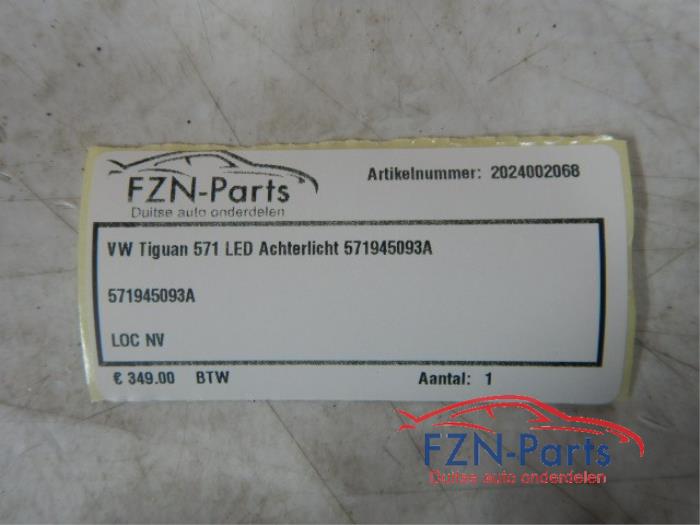 FZN-Parts
Duitse auto onderdelen
Artikelnummer: 2024002068
VW Tiguan 571 LED Achterlicht 571945093A
571945093A
LOC NV
€ 349.00 BTW
Aantal: 1
FZN-Parts
Duitse auto onderdelen